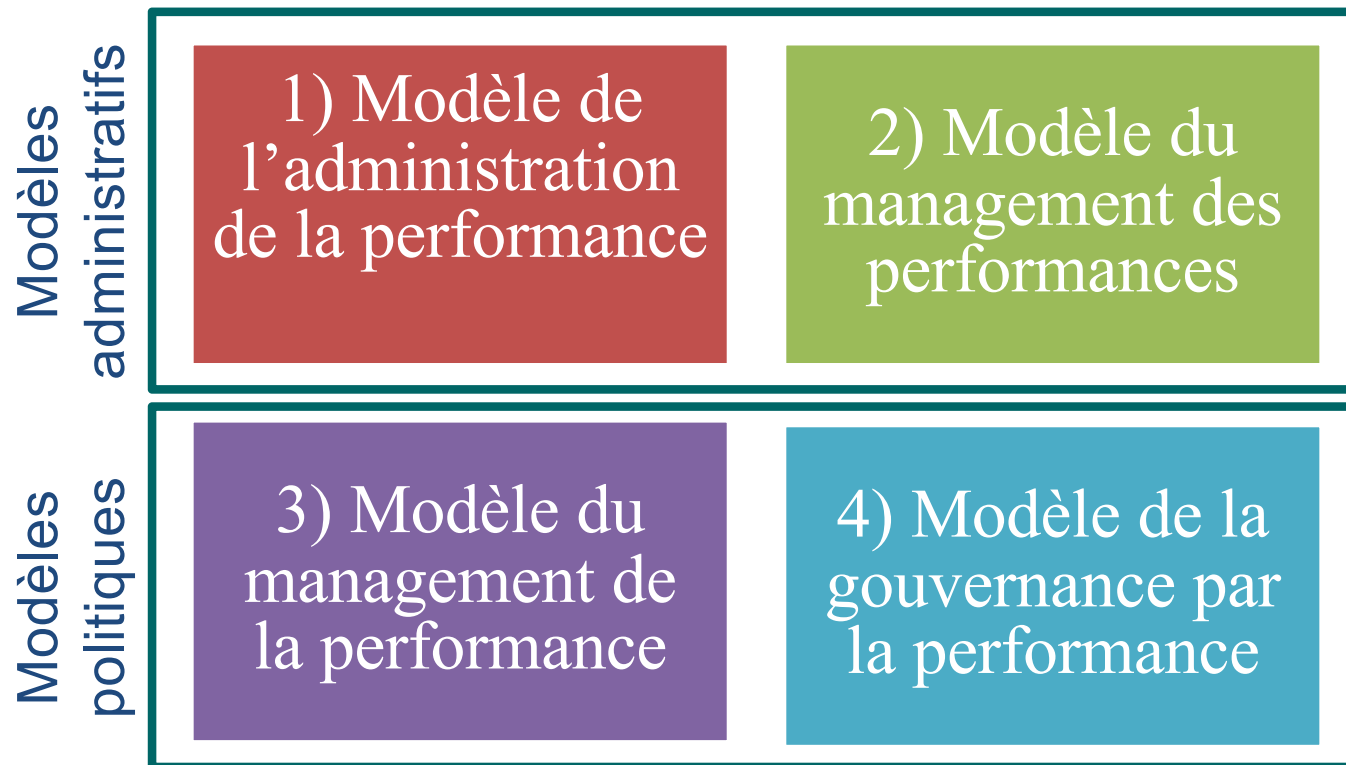 Modèles
administratifs
1) Modèle de
l’administration
de la performance
2) Modèle du
management des
performances
Modèles
politiques
3) Modèle du
management de
la performance
4) Modèle de la
gouvernance par
la performance